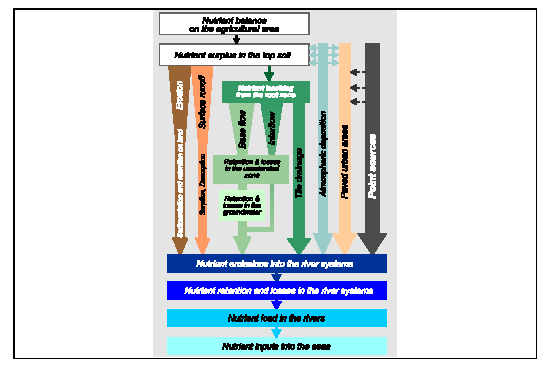 Nutrient balance
on the agricultural area
Nutrient surplus in the top soil
Erosion
Sedimentation and retention on land
Surface runoff
Sorption, Desorption
Nutrient leaching
from the root zone
Base flow
Interflow
Retention & losses
in the unsaturated
zone
Retention &
losses in the
groundwater
Tile drainage
Atmospheric deposition
Paved urban areas
Point sources
Nutrient emissions into the river systems
Nutrient retention and losses in the river systems
Nutrient load in the rivers
Nutrient inputs into the seas